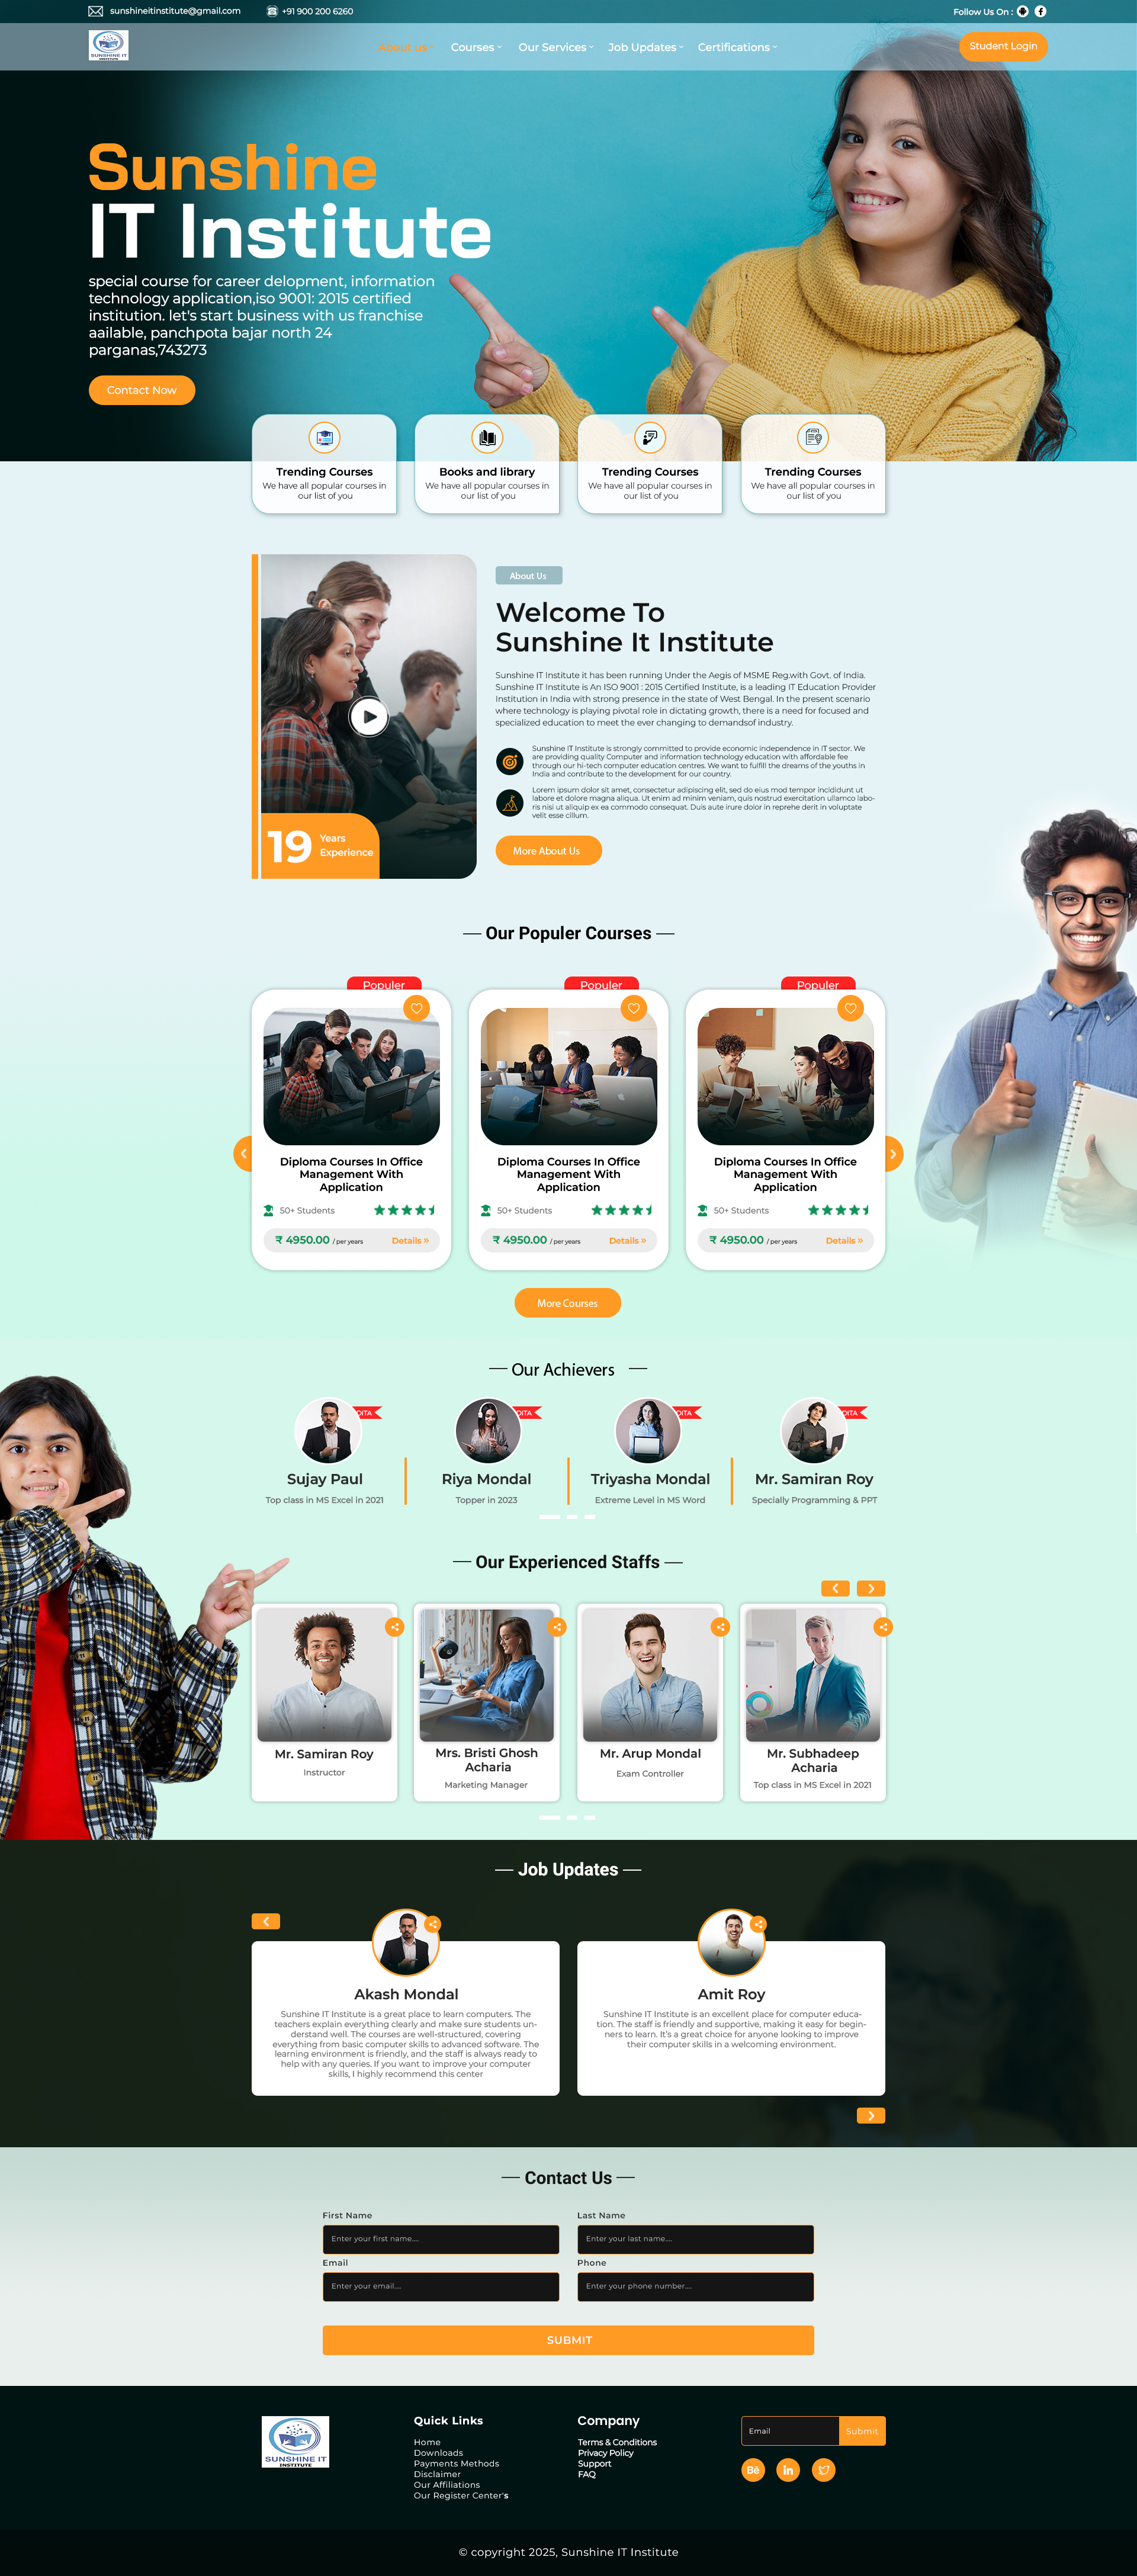 sunshineitinstitute@gmail.com
+91 900 200 6260
Follow Us On :
SUNSHINE IT
INSTITUTE
About us
Courses
Our Services
Job Updates
Certifications
Student Login
Sunshine
IT Institute
special course for career delopment, information
technology application,iso 9001: 2015 certified
institution. let's start business with us franchise
aailable, panchpota bajar north 24
parganas,743273
Contact Now
Trending Courses
We have all popular courses in
our list of you
Books and library
We have all popular courses in
our list of you
Trending Courses
We have all popular courses in
our list of you
Trending Courses
We have all popular courses in
our list of you
19
Years
Experience
About Us
Welcome To
Sunshine It Institute
Sunshine IT Institute it has been running Under the Aegis of MSME Reg.with Govt. of India.
Sunshine IT Institute is An ISO 9001 : 2015 Certified Institute, is a leading IT Education Provider
Institution in India with strong presence in the state of West Bengal. In the present scenario
where technology is playing pivotal role in dictating growth, there is a need for focused and
specialized education to meet the ever changing to demandsof industry.
Sunshine IT Institute is strongly committed to provide economic independence in IT sector. We
are providing quality Computer and information technology education with affordable fee
through our hi-tech computer education centres. We want to fulfill the dreams of the youths in
India and contribute to the development for our country.
Lorem ipsum dolor sit amet, consectetur adipiscing elit, sed do eius mod tempor incididunt ut
labore et dolore magna aliqua. Ut enim ad minim veniam, quis nostrud exercitation ullamco labo-
ris nisi ut aliquip ex ea commodo consequat. Duis aute irure dolor in reprehe derit in voluptate
velit esse cillum.
More About Us
Our Populer Courses
Populer
Diploma Courses In Office
Management With
Application
50+ Students
₹ 4950.00 / per years
Details »
Populer
Diploma Courses In Office
Management With
Application
50+ Students
₹ 4950.00 / per years
Details »
Populer
Diploma Courses In Office
Management With
Application
50+ Students
₹ 4950.00 / per years
Details »
More Courses
Our Achievers
DITA
Sujay Paul
Top class in MS Excel in 2021
DITA
Riya Mondal
Topper in 2023
DITA
Triyasha Mondal
Extreme Level in MS Word
DITA
Mr. Samiran Roy
Specially Programming & PPT
Our Experienced Staffs
Mr. Samiran Roy
Instructor
Mrs. Bristi Ghosh
Acharia
Marketing Manager
Mr. Arup Mondal
Exam Controller
Mr. Subhadeep
Acharia
Top class in MS Excel in 2021
Job Updates
Akash Mondal
Sunshine IT Institute is a great place to learn computers. The
teachers explain everything clearly and make sure students un-
derstand well. The courses are well-structured, covering
everything from basic computer skills to advanced software. The
learning environment is friendly, and the staff is always ready to
help with any queries. If you want to improve your computer
skills, I highly recommend this center
Amit Roy
Sunshine IT Institute is an excellent place for computer educa-
tion. The staff is friendly and supportive, making it easy for begin-
ners to learn. It's a great choice for anyone looking to improve
their computer skills in a welcoming environment.
Contact Us
First Name
Enter your first name....
Last Name
Enter your last name....
Email
Enter your email....
Phone
Enter your phone number....
SUBMIT
SUNSHINE IT
INSTITUTE
Quick Links
Home
Downloads
Payments Methods
Disclaimer
Our Affiliations
Our Register Center's
Company
Terms & Conditions
Privacy Policy
Support
FAQ
Email
Submit
© copyright 2025, Sunshine IT Institute